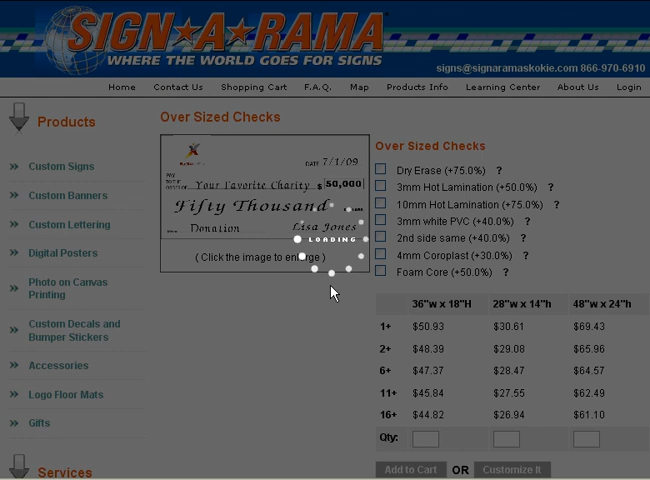 SIGN★A★RAMA
WHERE THE WORLD GOES FOR SIGNS
signs@signaramaskokie.com 866-970-6910
Home Contact Us Shopping Cart F.A.Q. Map Products Info Learning Center About Us Login
Products
Custom Signs
Custom Banners
Custom Lettering
Digital Posters
Photo on Canvas
Printing
Custom Decals and
Bumper Stickers
Accessories
Logo Floor Mats
Gifts
Services
Over Sized Checks
DATE 7/1/09
Your Favorite Charity $ 50,000
Fifty Thousand
Donation Lisa Jones
LOADING
( Click the image to enlarge )
Over Sized Checks
Dry Erase (+75.0%) ?
3mm Hot Lamination (+50.0%) ?
10mm Hot Lamination (+75.0%) ?
3mm white PVC (+40.0%) ?
2nd side same (+40.0%) ?
4mm Coroplast (+30.0%) ?
Foam Core (+50.0%) ?
36"w x 18"H 28"w x 14"h 48"w x 24"h
1+ $50.93 $30.61 $69.43
2+ $48.39 $29.08 $65.96
6+ $47.37 $28.47 $64.57
11+ $45.84 $27.55 $62.49
16+ $44.82 $26.94 $61.10
Qty:
Add to Cart OR Customize It